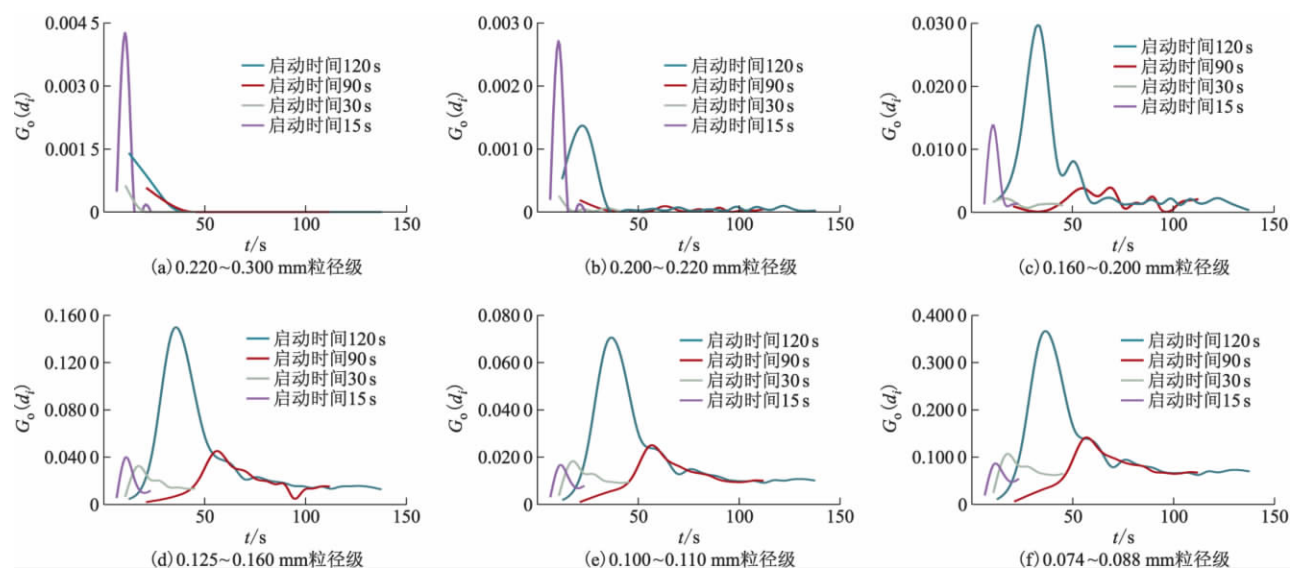 0.004 5
0.003 0
0.001 5
0
G_o(d_i)
启动时间120 s
启动时间90 s
启动时间30 s
启动时间15 s
50
100
150
t/s
(a) 0.220~0.300 mm粒径级
0.003 0
0.002 0
0.001 0
0
G_o(d_i)
启动时间120 s
启动时间90 s
启动时间30 s
启动时间15 s
50
100
150
t/s
(b) 0.200~0.220 mm粒径级
0.030 0
0.020 0
0.010 0
0
G_o(d_i)
启动时间120 s
启动时间90 s
启动时间30 s
启动时间15 s
50
100
150
t/s
(c) 0.160~0.200 mm粒径级
0.160 0
0.120 0
0.080 0
0.040 0
0
G_o(d_i)
启动时间120 s
启动时间90 s
启动时间30 s
启动时间15 s
50
100
150
t/s
(d) 0.125~0.160 mm粒径级
0.080 0
0.060 0
0.040 0
0.020 0
0
G_o(d_i)
启动时间120 s
启动时间90 s
启动时间30 s
启动时间15 s
50
100
150
t/s
(e) 0.100~0.110 mm粒径级
0.400 0
0.300 0
0.200 0
0.100 0
0
G_o(d_i)
启动时间120 s
启动时间90 s
启动时间30 s
启动时间15 s
50
100
150
t/s
(f) 0.074~0.088 mm粒径级